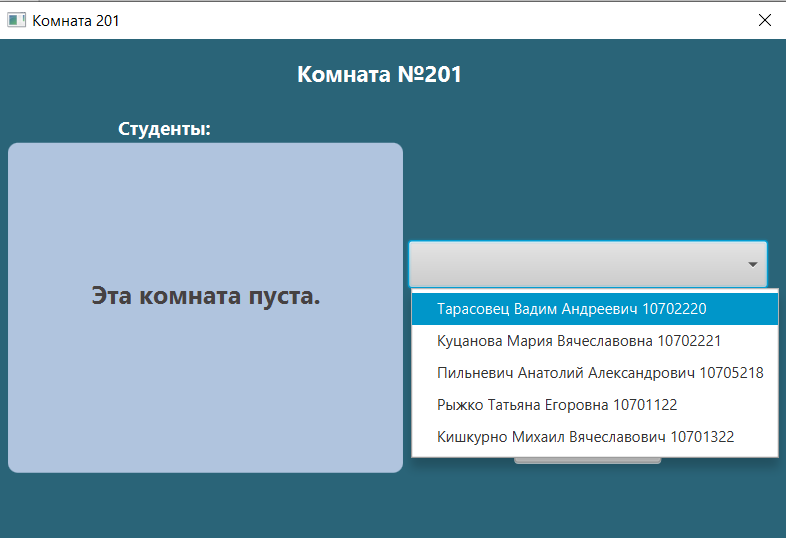 Комната 201
Комната №201
Студенты:
Эта комната пуста.
Тарасовец Вадим Андреевич 10702220
Куцанова Мария Вячеславовна 10702221
Пильневич Анатолий Александрович 10705218
Рыжко Татьяна Егоровна 10701122
Кишкурно Михаил Вячеславович 10701322